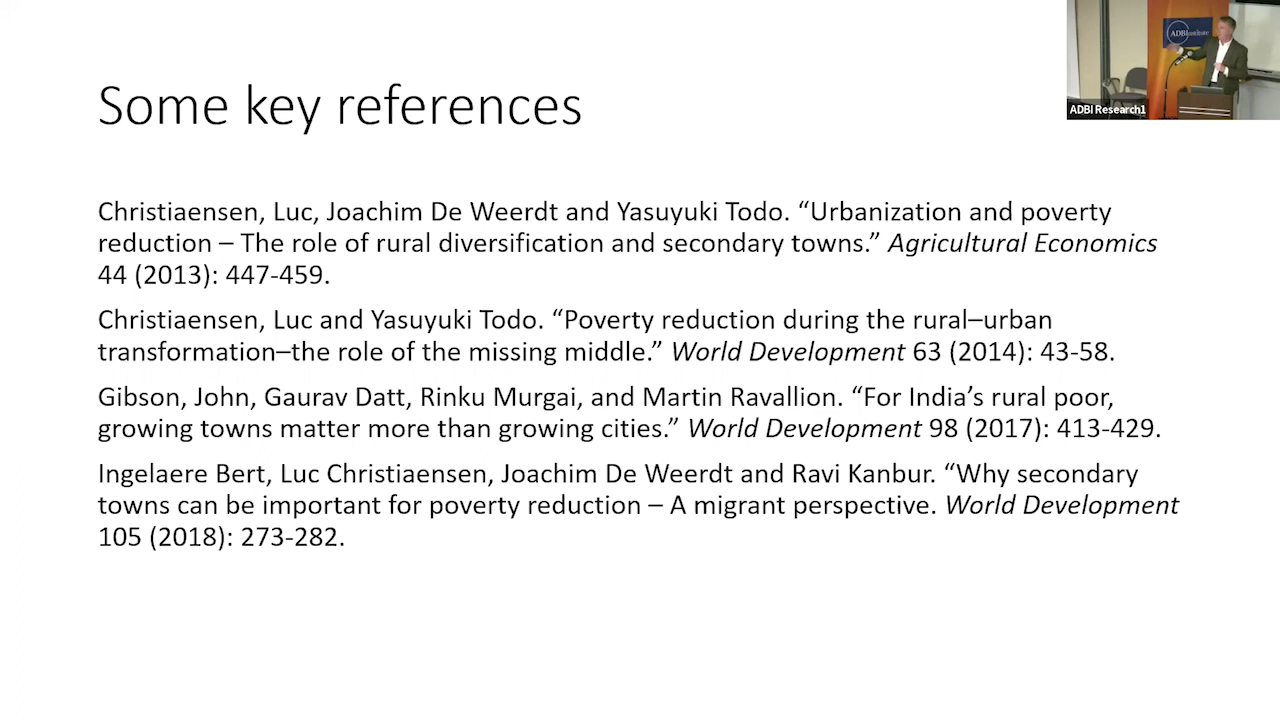 Some key references
ADBInstitute
ADBI Research1
Christiaensen, Luc, Joachim De Weerdt and Yasuyuki Todo. “Urbanization and poverty
reduction – The role of rural diversification and secondary towns.” Agricultural Economics
44 (2013): 447-459.
Christiaensen, Luc and Yasuyuki Todo. “Poverty reduction during the rural–urban
transformation–the role of the missing middle.” World Development 63 (2014): 43-58.
Gibson, John, Gaurav Datt, Rinku Murgai, and Martin Ravallion. “For India’s rural poor,
growing towns matter more than growing cities.” World Development 98 (2017): 413-429.
Ingelaere Bert, Luc Christiaensen, Joachim De Weerdt and Ravi Kanbur. “Why secondary
towns can be important for poverty reduction – A migrant perspective. World Development
105 (2018): 273-282.